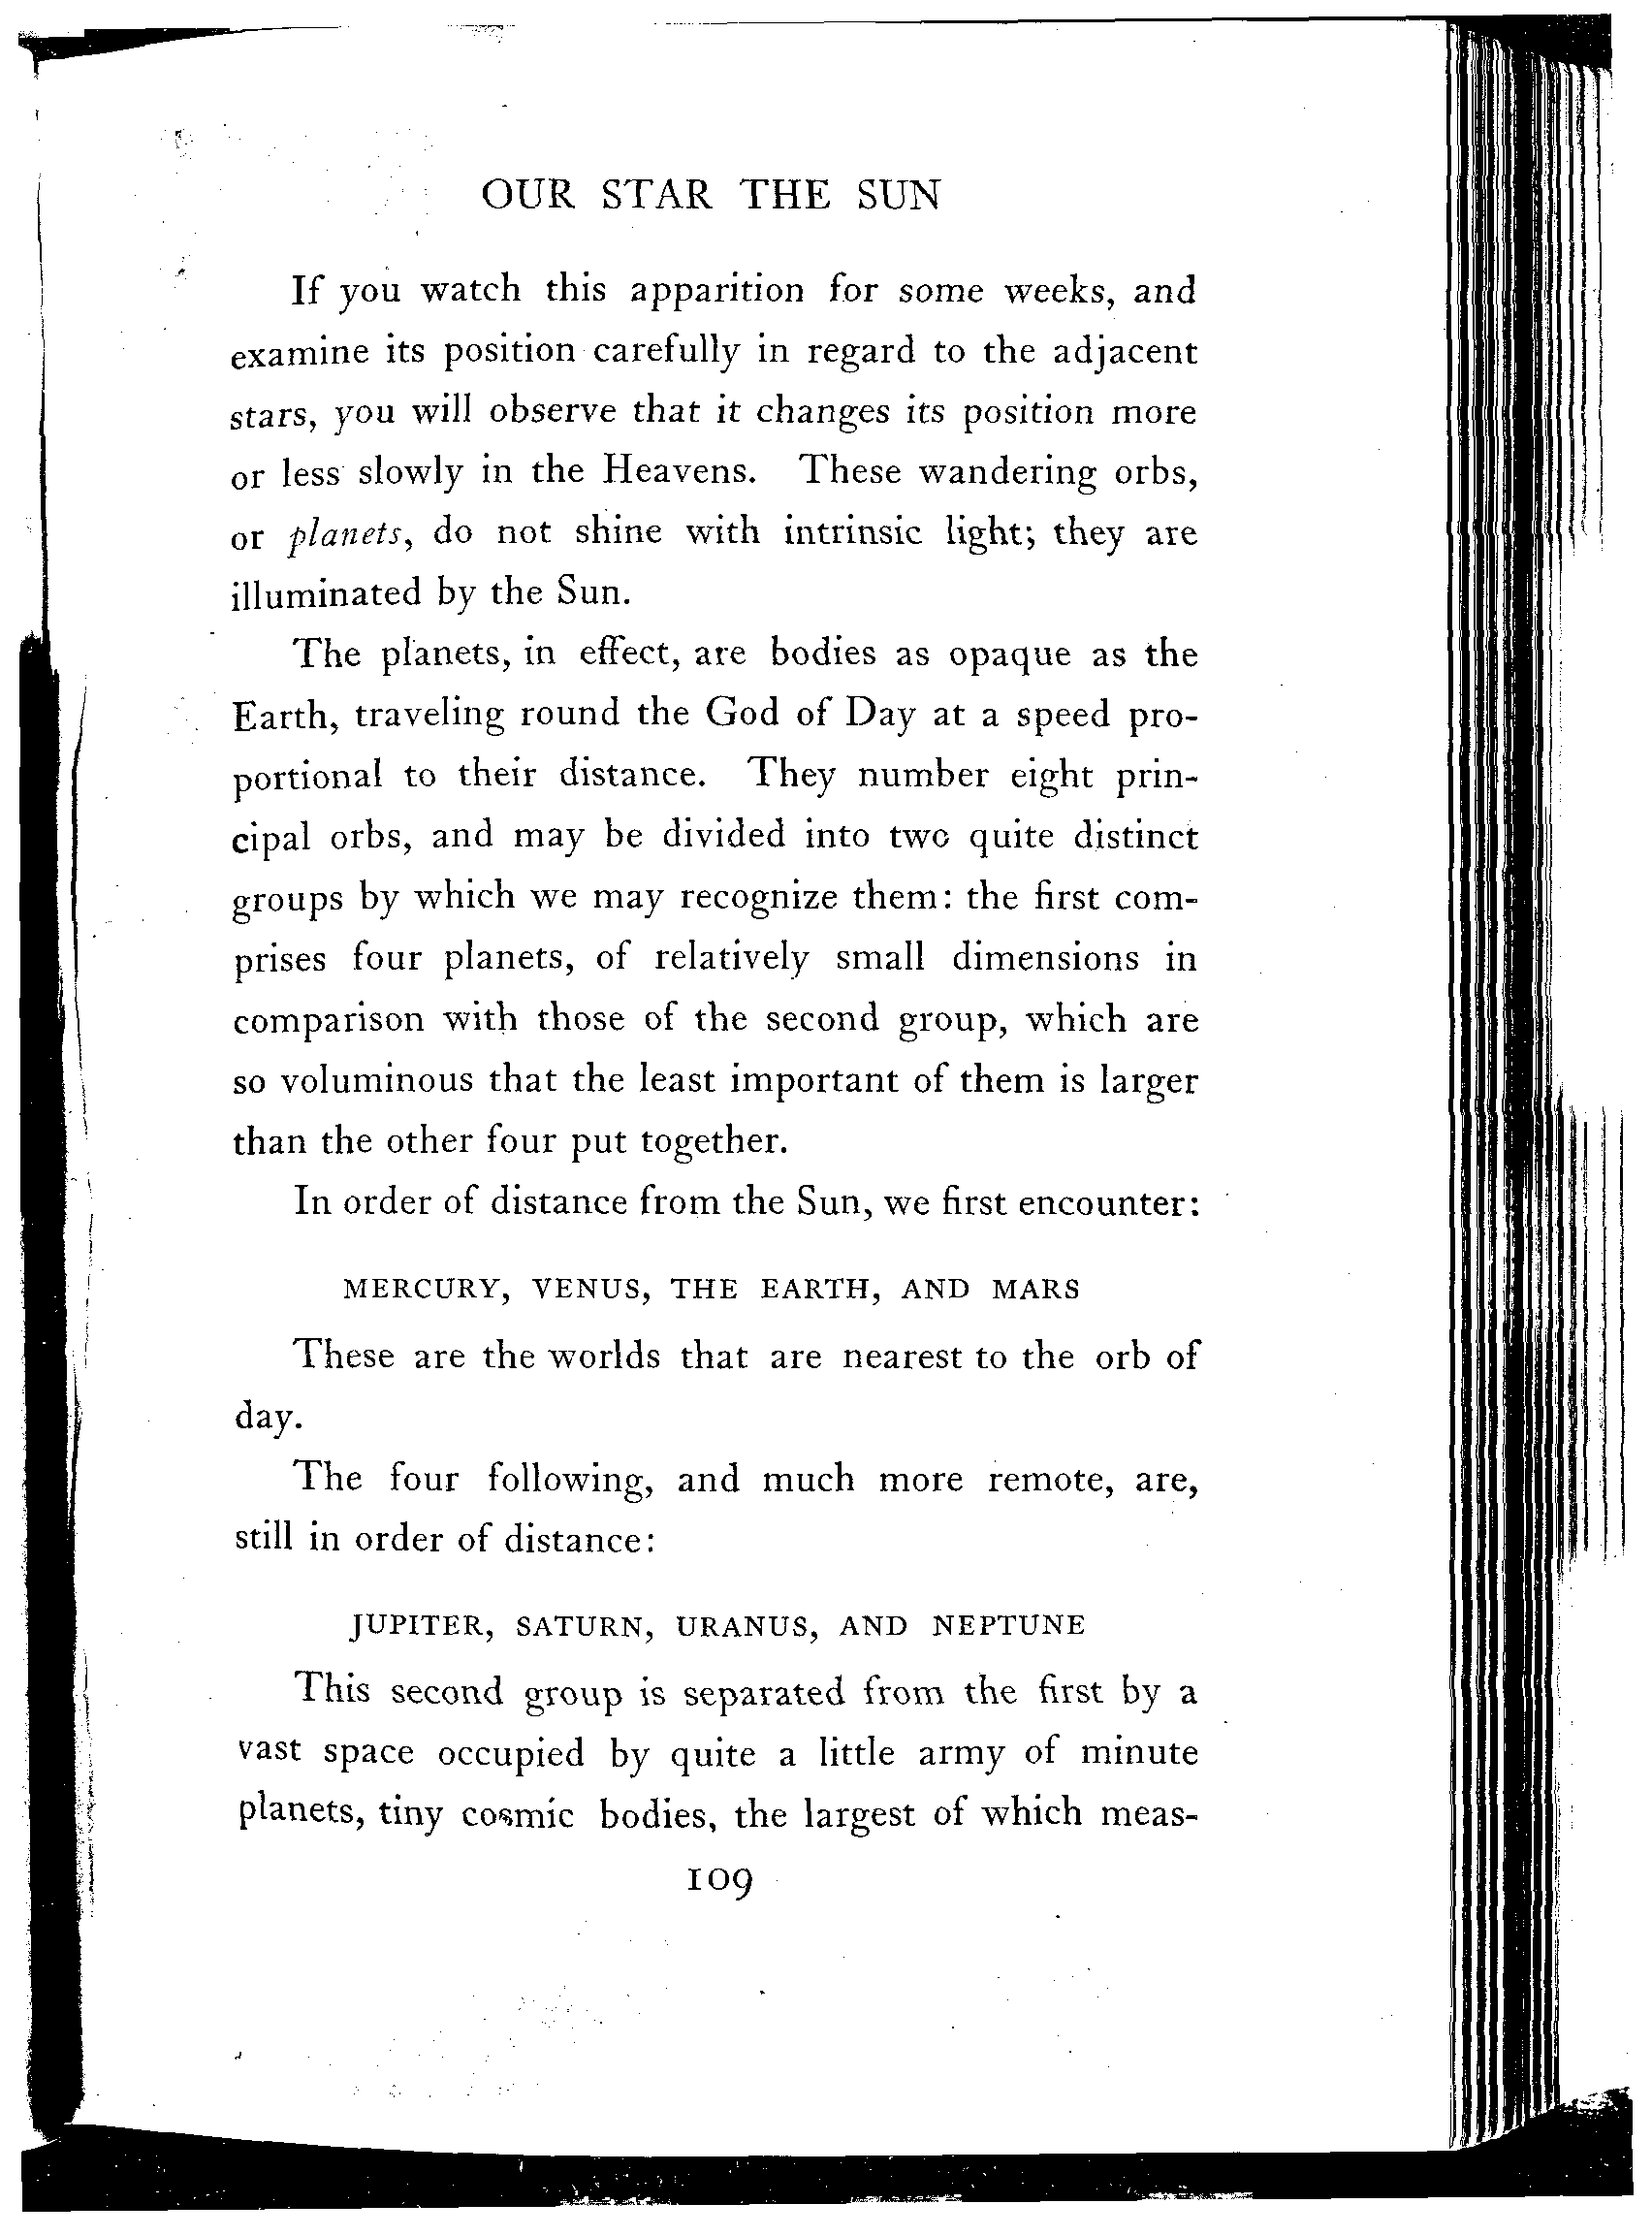 OUR STAR THE SUN
If you watch this apparition for some weeks, and
examine its position carefully in regard to the adjacent
stars, you will observe that it changes its position more
or less slowly in the Heavens. These wandering orbs,
or planets, do not shine with intrinsic light; they are
illuminated by the Sun.
The planets, in effect, are bodies as opaque as the
Earth, traveling round the God of Day at a speed pro-
portional to their distance. They number eight prin-
cipal orbs, and may be divided into two quite distinct
groups by which we may recognize them: the first com-
prises four planets, of relatively small dimensions in
comparison with those of the second group, which are
so voluminous that the least important of them is larger
than the other four put together.
In order of distance from the Sun, we first encounter:
MERCURY, VENUS, THE EARTH, AND MARS
These are the worlds that are nearest to the orb of
day.
The four following, and much more remote, are,
still in order of distance:
JUPITER, SATURN, URANUS, AND NEPTUNE
This second group is separated from the first by a
vast space occupied by quite a little army of minute
planets, tiny cosmic bodies, the largest of which meas-
109